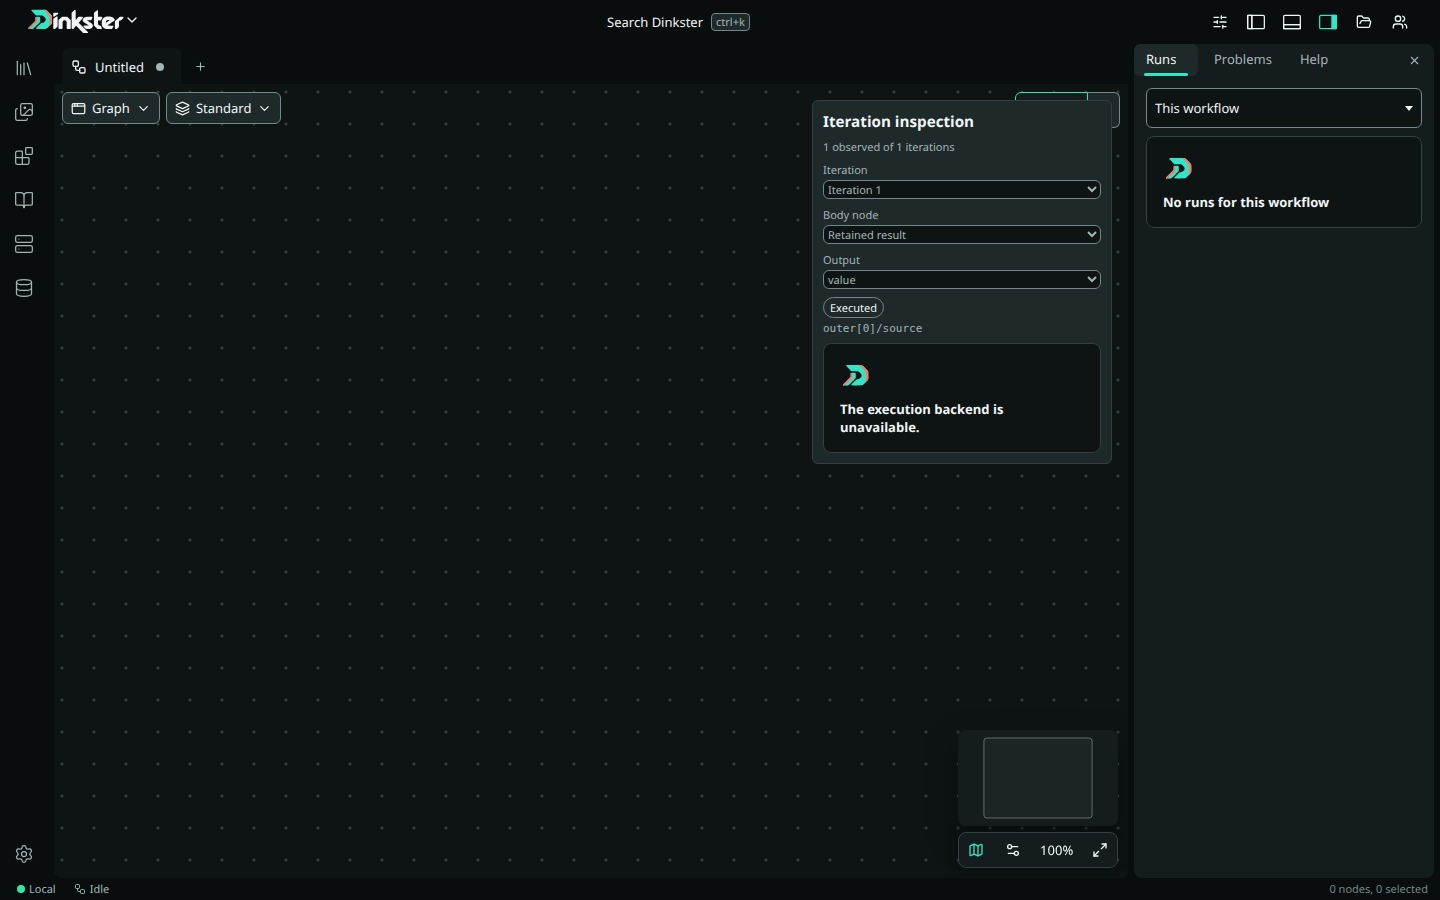 Dinkster
Search Dinkster ctrl+k
Untitled
Graph
Standard
Iteration inspection
1 observed of 1 iterations
Iteration
Iteration 1
Body node
Retained result
Output
value
Executed
outer[0]/source
The execution backend is
unavailable.
100%
Runs Problems Help
This workflow
No runs for this workflow
Local
Idle
0 nodes, 0 selected